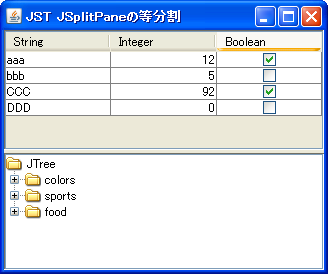 JST JSplitPaneの等分割
String Integer Boolean
aaa 12
bbb 5
CCC 92
DDD 0
JTree
colors
sports
food